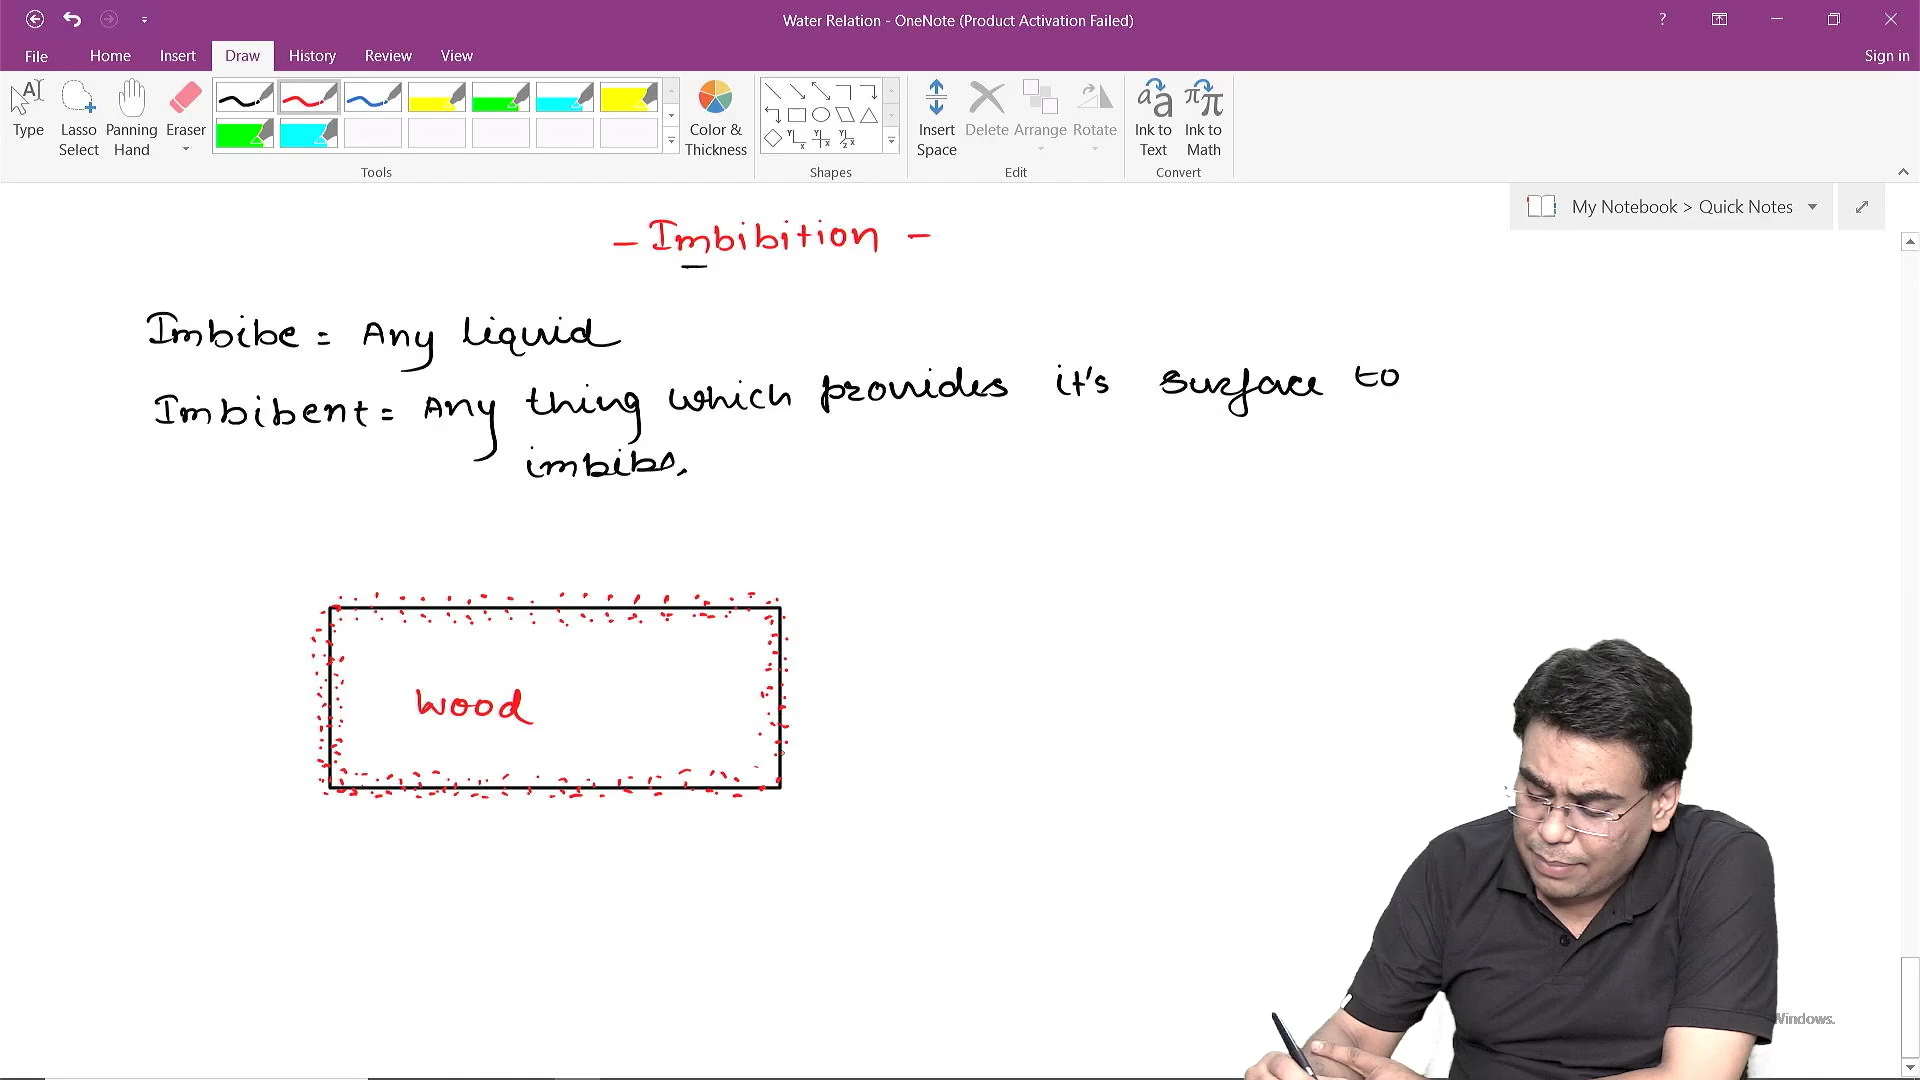 Water Relation - OneNote (Product Activation Failed)
?
File Home Insert Draw History Review View
Sign in
Type
Lasso Select
Panning Hand
Eraser
Color & Thickness
Insert Space
Delete
Arrange
Rotate
Ink to Text
Ink to Math
Tools
Shapes
Edit
Convert
My Notebook > Quick Notes
- Imbibition -
Imbibe = Any liquid
Imbibent = Any thing which provides it's surface to
imbibe.
wood
Windows.